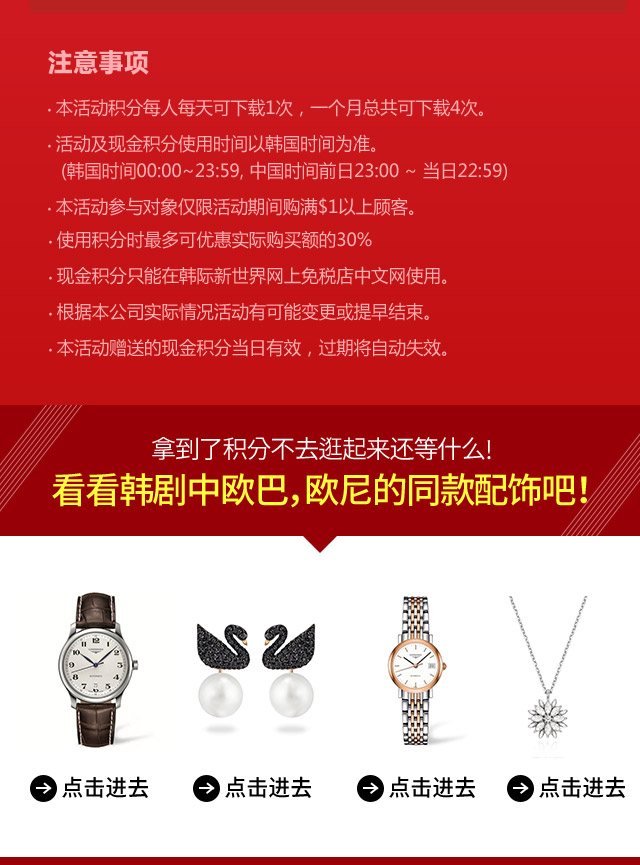 注意事项
· 本活动积分每人每天可下载1次，一个月总共可下载4次。
· 活动及现金积分使用时间以韩国时间为准。
(韩国时间00:00~23:59, 中国时间前日23:00 ~ 当日22:59)
· 本活动参与对象仅限活动期间购满$1以上顾客。
· 使用积分时最多可优惠实际购买额的30%
· 现金积分只能在韩际新世界网上免税店中文网使用。
· 根据本公司实际情况活动有可能变更或提早结束。
· 本活动赠送的现金积分当日有效，过期将自动失效。
拿到了积分不去逛起来还等什么!
看看韩剧中欧巴,欧尼的同款配饰吧!
点击进去 点击进去 点击进去 点击进去